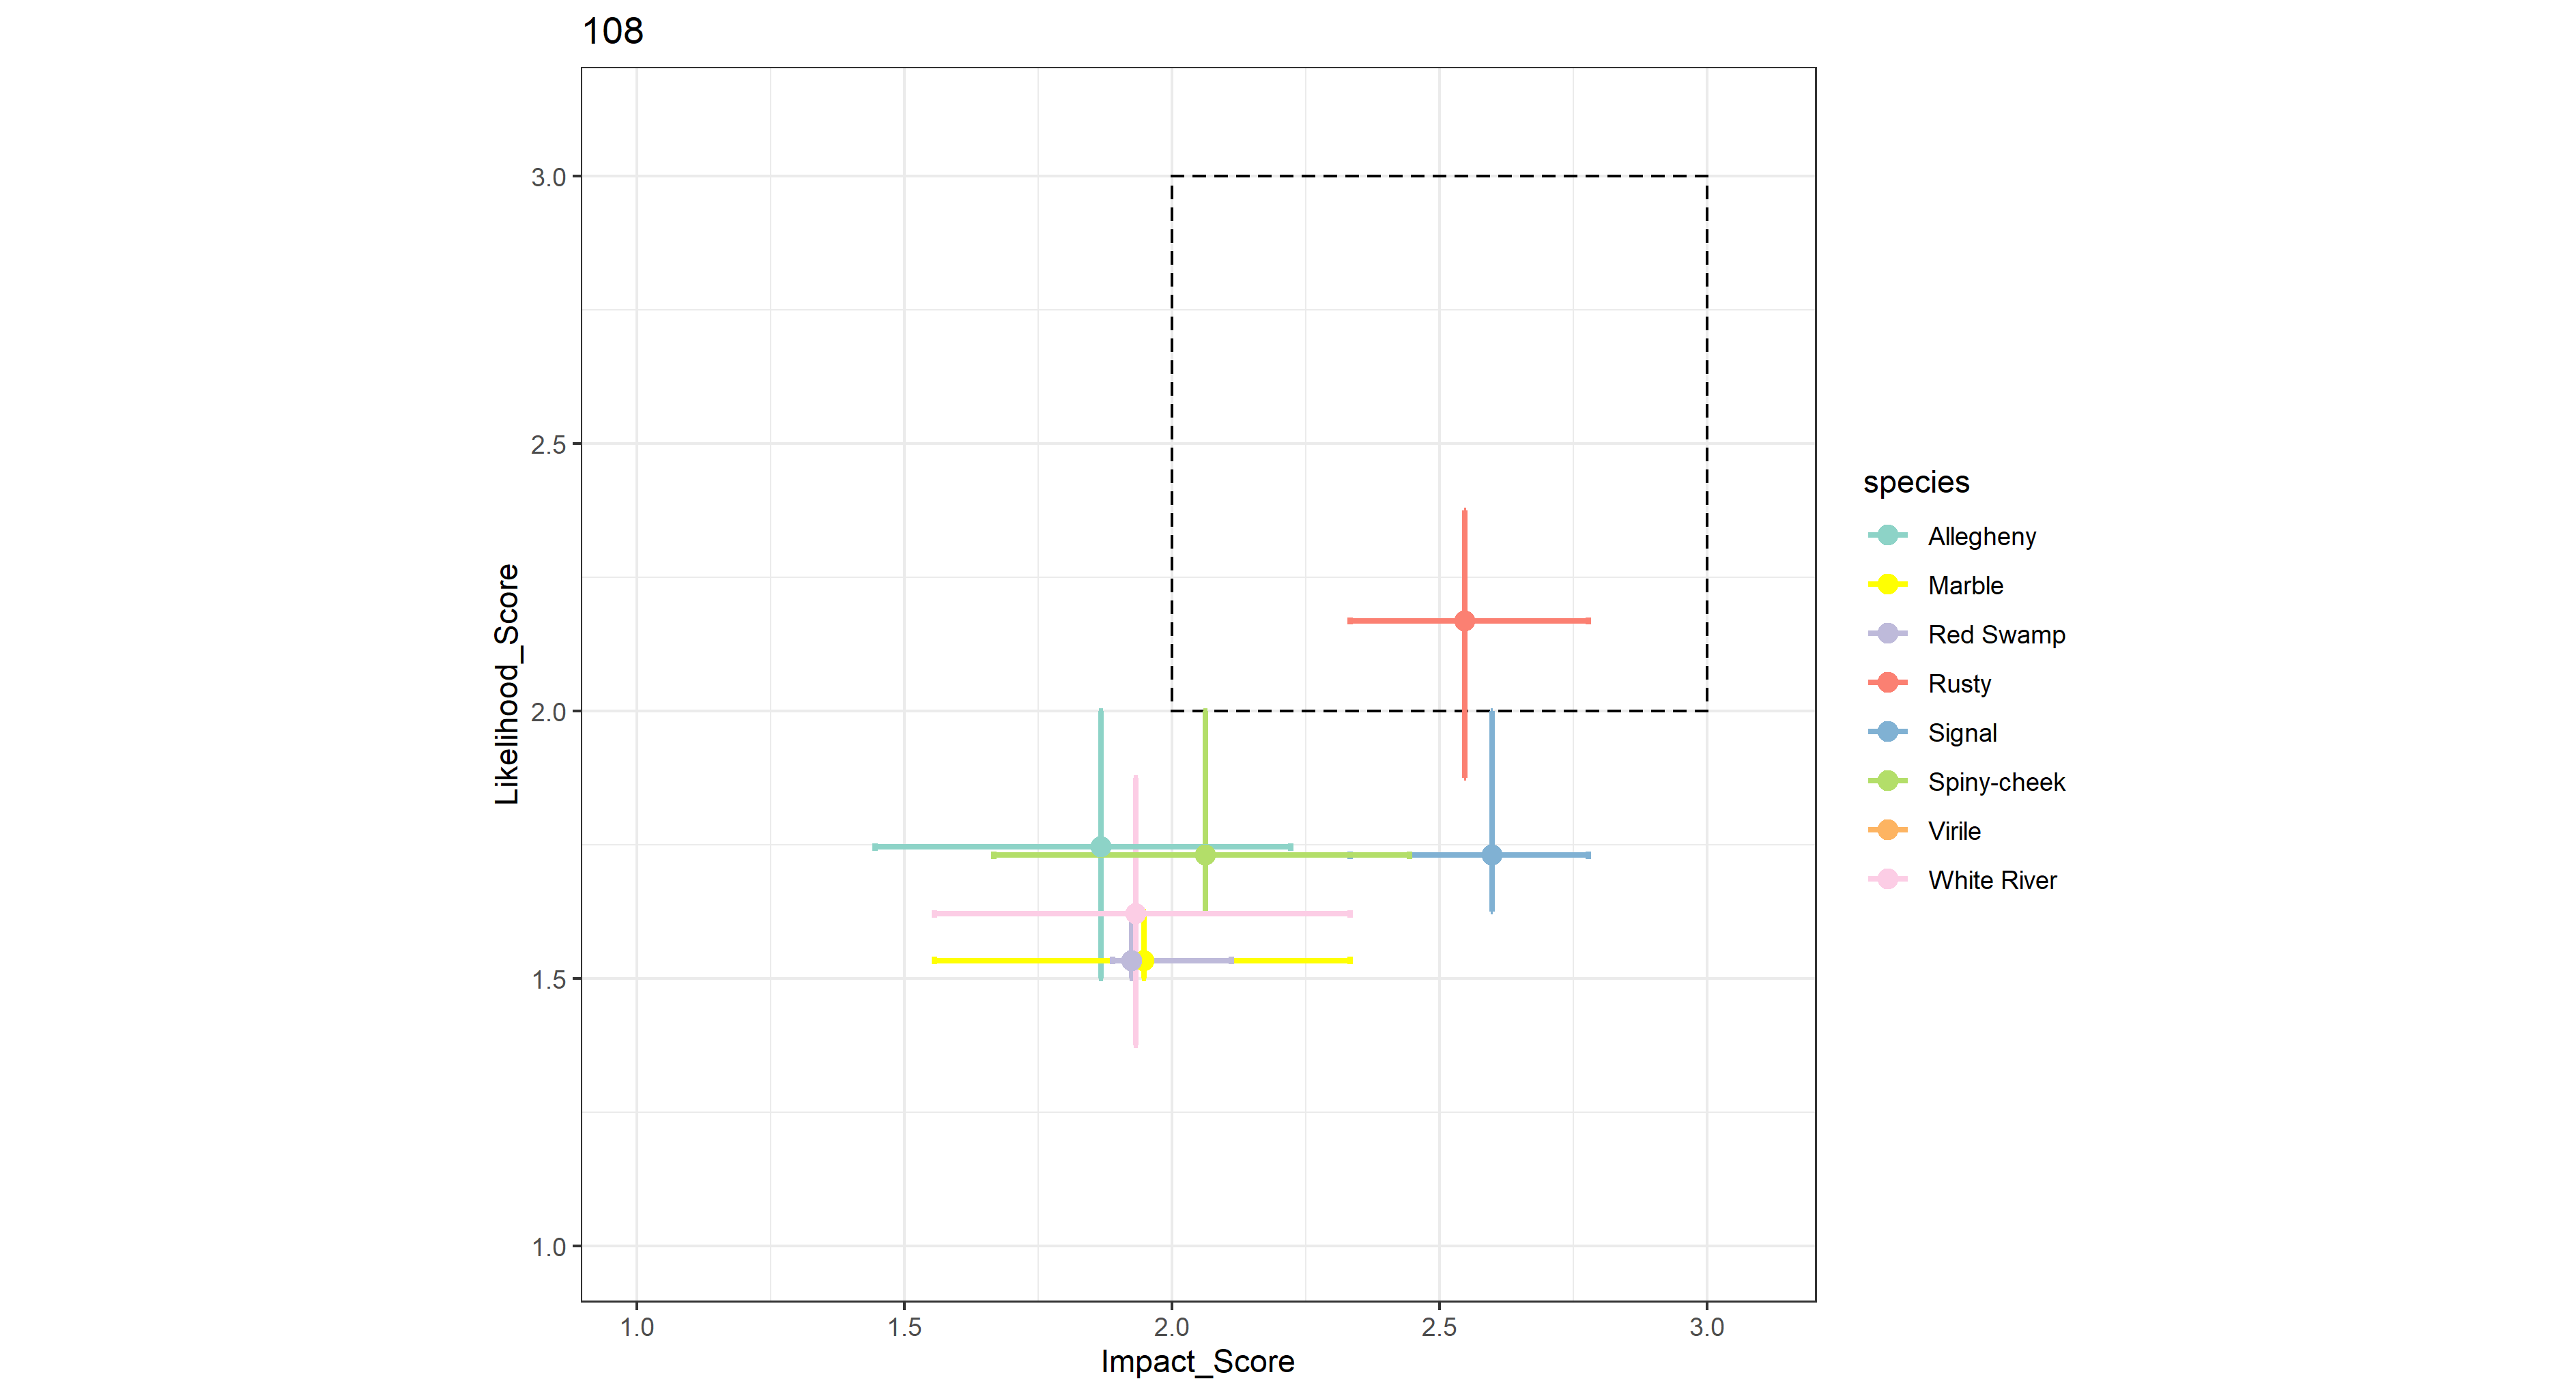 108
3.0
2.5
2.0
1.5
1.0
Likelihood_Score
1.0 1.5 2.0 2.5 3.0
Impact_Score
species
Allegheny
Marble
Red Swamp
Rusty
Signal
Spiny-cheek
Virile
White River